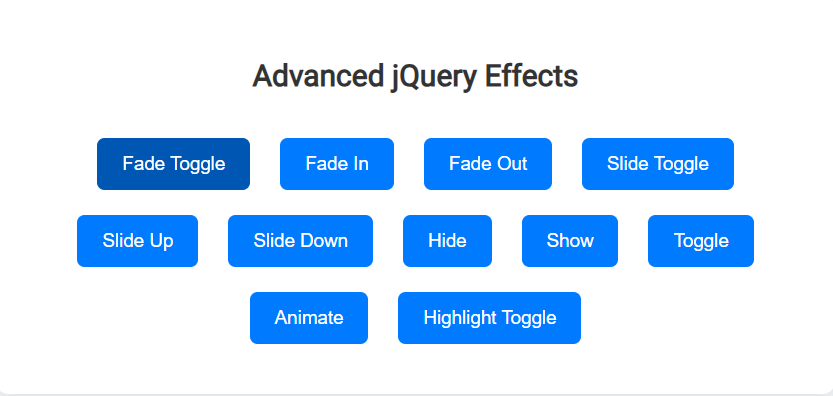 Advanced jQuery Effects
Fade Toggle Fade In Fade Out Slide Toggle
Slide Up Slide Down Hide Show Toggle
Animate Highlight Toggle